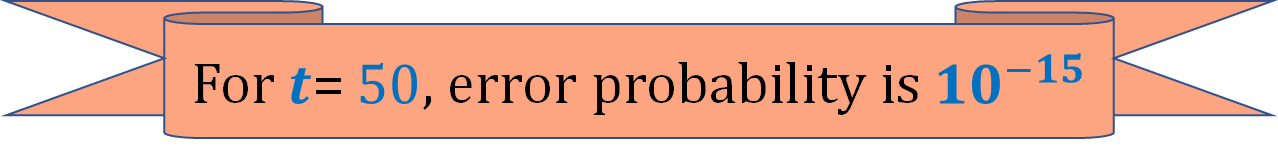 For t= 50, error probability is 10⁻¹⁵